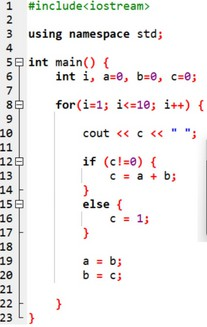 1 #include<iostream>
2
3 using namespace std;
4
5 int main() {
6 int i, a=0, b=0, c=0;
7
8 for(i=1; i<=10; i++) {
9
10 cout << c << " ";
11
12 if (c!=0) {
13 c = a + b;
14 }
15 else {
16 c = 1;
17 }
18
19 a = b;
20 b = c;
21
22 }
23 }